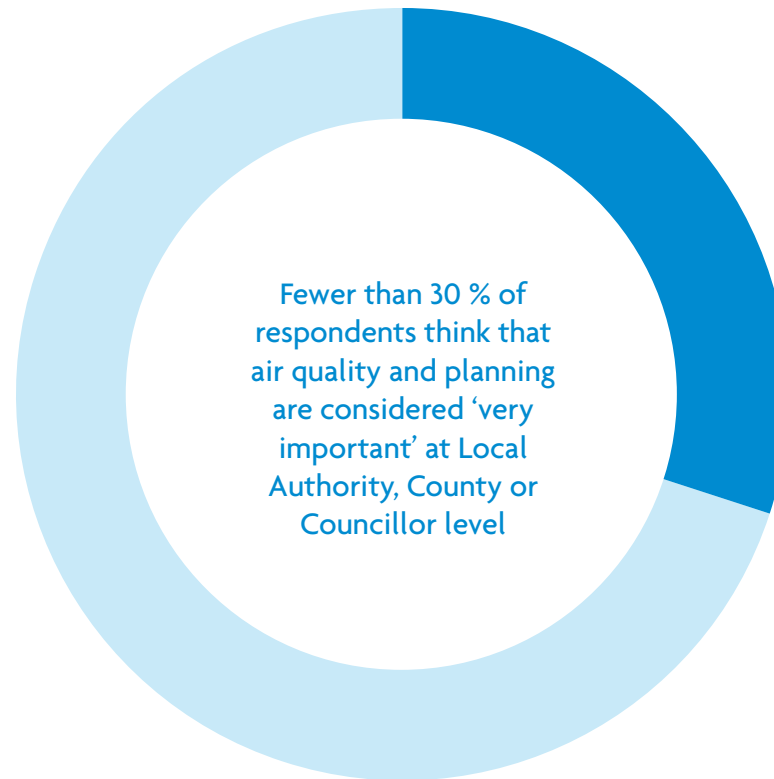 Fewer than 30 % of
respondents think that
air quality and planning
are considered ‘very
important’ at Local
Authority, County or
Councillor level